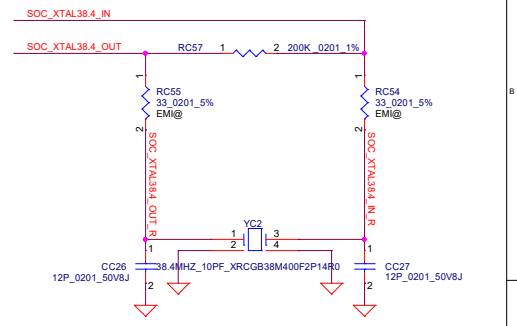 SOC_XTAL38.4_IN
SOC_XTAL38.4_OUT
RC57 1 2 200K_0201_1%
1 1
RC55 RC54
33_0201_5% 33_0201_5%
EMI@ EMI@
2 2
B
SOC_XTAL38.4_OUT_R
SOC_XTAL38.4_IN_R
YC2
1 3
2 4
1 1
CC26 38.4MHZ_10PF_XRCGB38M400F2P14R0 CC27
12P_0201_50V8J 12P_0201_50V8J
2 2